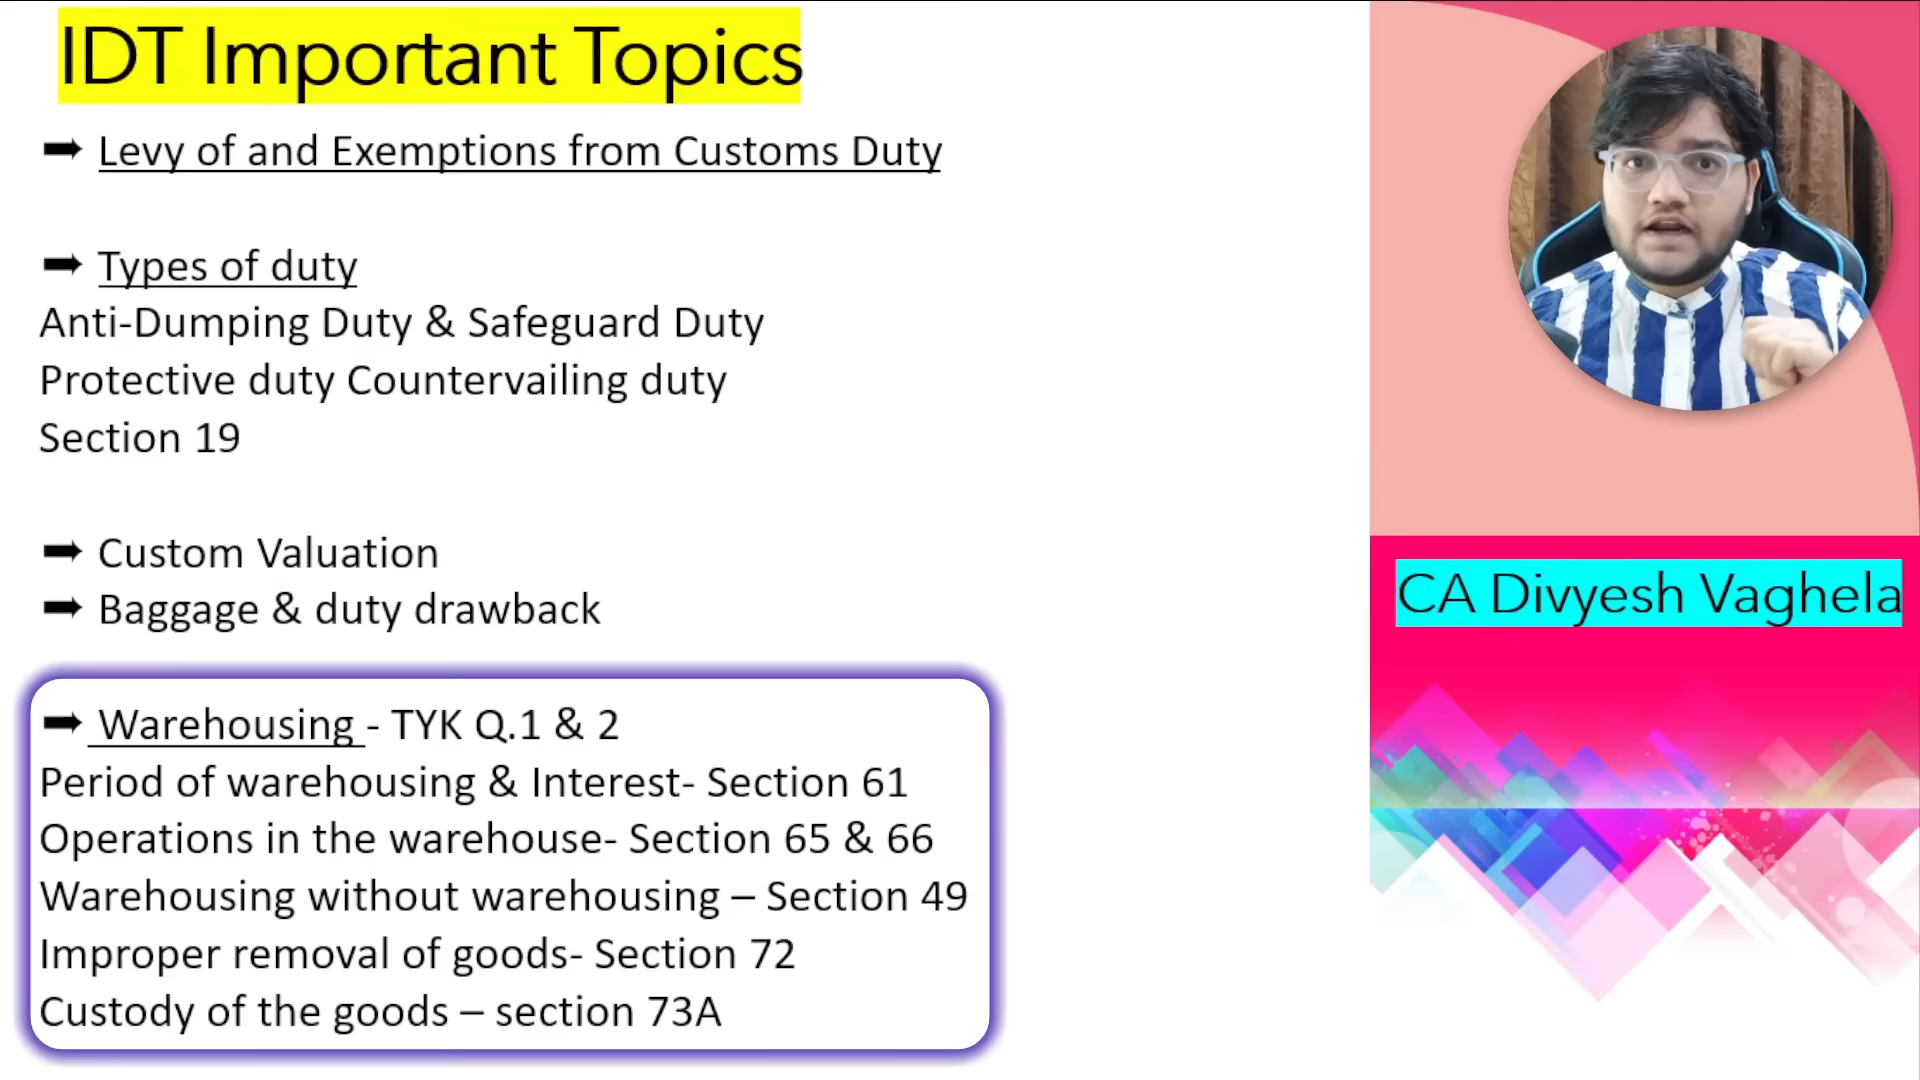 IDT Important Topics
➡ Levy of and Exemptions from Customs Duty
➡ Types of duty
Anti-Dumping Duty & Safeguard Duty
Protective duty Countervailing duty
Section 19
➡ Custom Valuation
➡ Baggage & duty drawback
➡ Warehousing - TYK Q.1 & 2
Period of warehousing & Interest- Section 61
Operations in the warehouse- Section 65 & 66
Warehousing without warehousing – Section 49
Improper removal of goods- Section 72
Custody of the goods – section 73A
CA Divyesh Vaghela